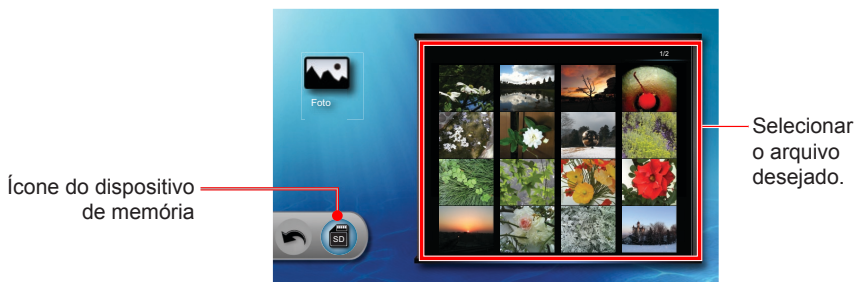 1/2
Foto
Selecionar
o arquivo
desejado.
Ícone do dispositivo
de memória
SD